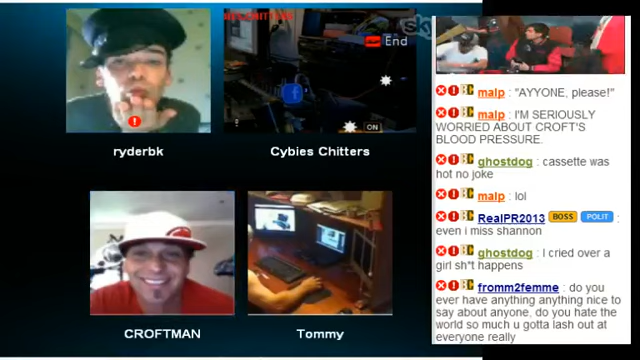 End
ON
ryderbk
Cybies Chitters
CROFTMAN
Tommy
malp : "AYYONE, please!"
malp : I'M SERIOUSLY
WORRIED ABOUT CROFT'S
BLOOD PRESSURE.
ghostdog : cassette was
hot no joke
malp : lol
RealPR2013 BOSS POLIT :
even i miss shannon
ghostdog : I cried over a
girl sh*t happens
fromm2femme : do you
ever have anything anything nice to
say about anyone, do you hate the
world so much u gotta lash out at
everyone really